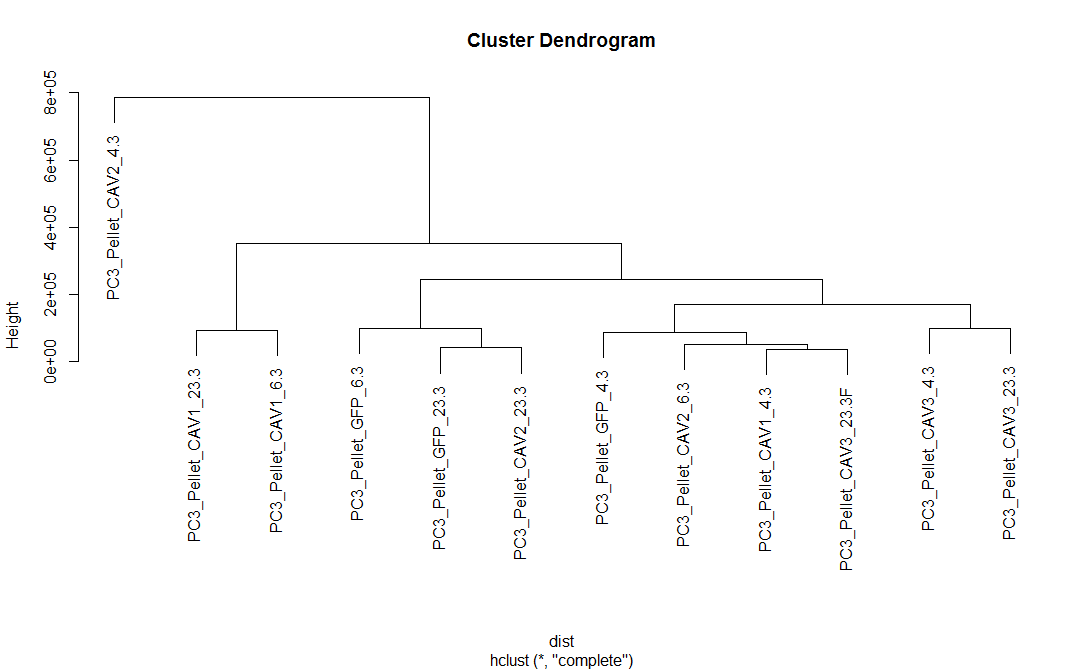 Cluster Dendrogram
Height
8e+05
6e+05
4e+05
2e+05
0e+00
PC3_Pellet_CAV2_4.3
PC3_Pellet_CAV1_23.3
PC3_Pellet_CAV1_6.3
PC3_Pellet_GFP_6.3
PC3_Pellet_GFP_23.3
PC3_Pellet_CAV2_23.3
PC3_Pellet_GFP_4.3
PC3_Pellet_CAV2_6.3
PC3_Pellet_CAV1_4.3
PC3_Pellet_CAV3_23.3F
PC3_Pellet_CAV3_4.3
PC3_Pellet_CAV3_23.3
dist
hclust (*, "complete")